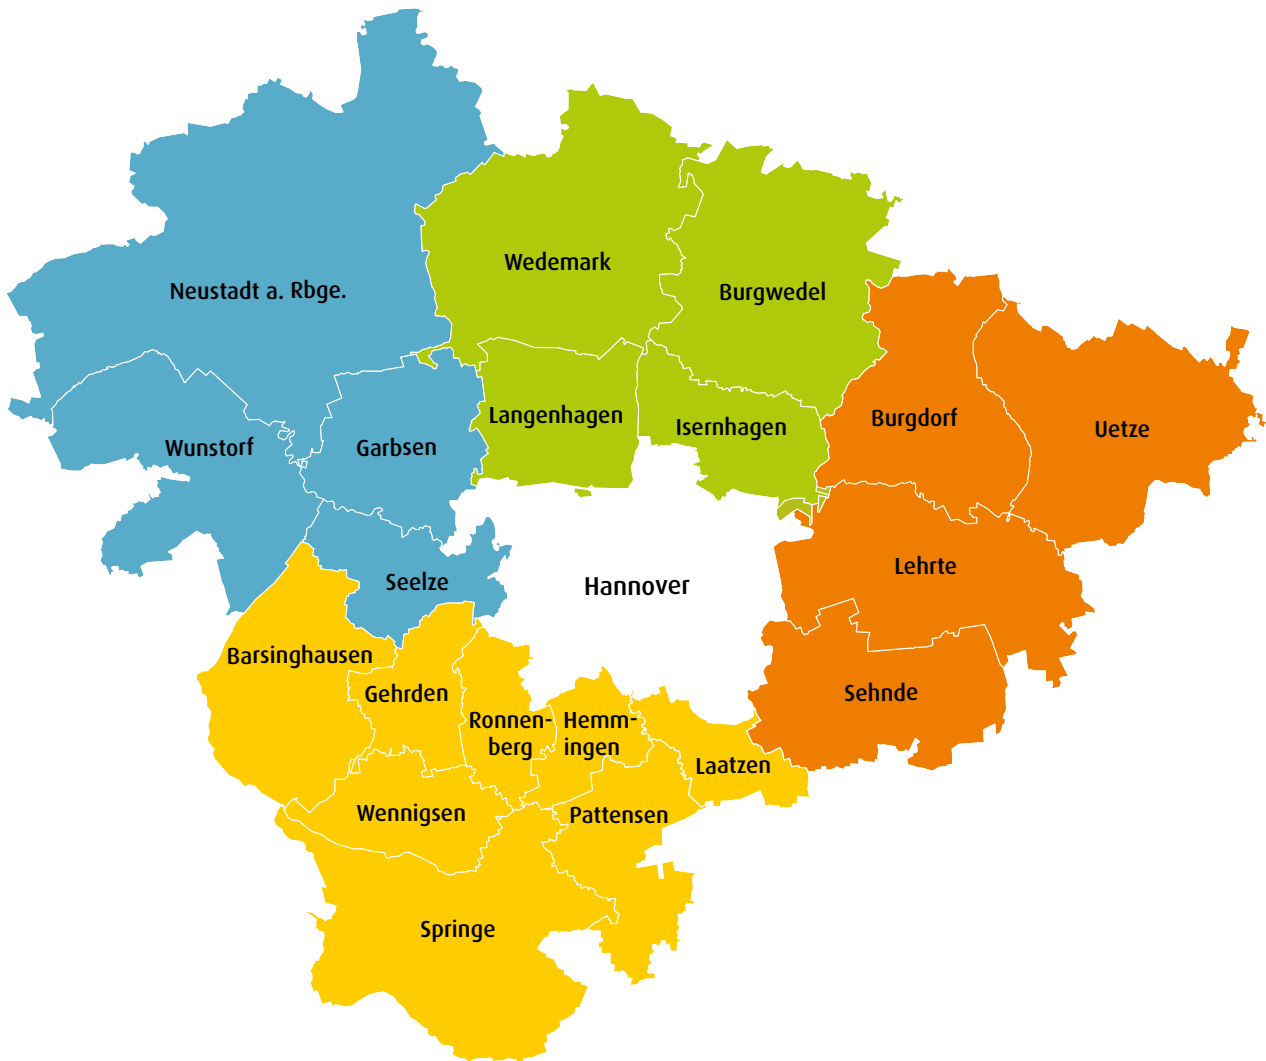 Wedemark
Neustadt a. Rbge.
Burgwedel
Langenhagen
Isernhagen
Burgdorf
Uetze
Wunstorf
Garbsen
Lehrte
Seelze
Hannover
Barsinghausen
Gehrden
Sehnde
Ronnen-
berg
Hemm-
ingen
Laatzen
Wennigsen
Pattensen
Springe